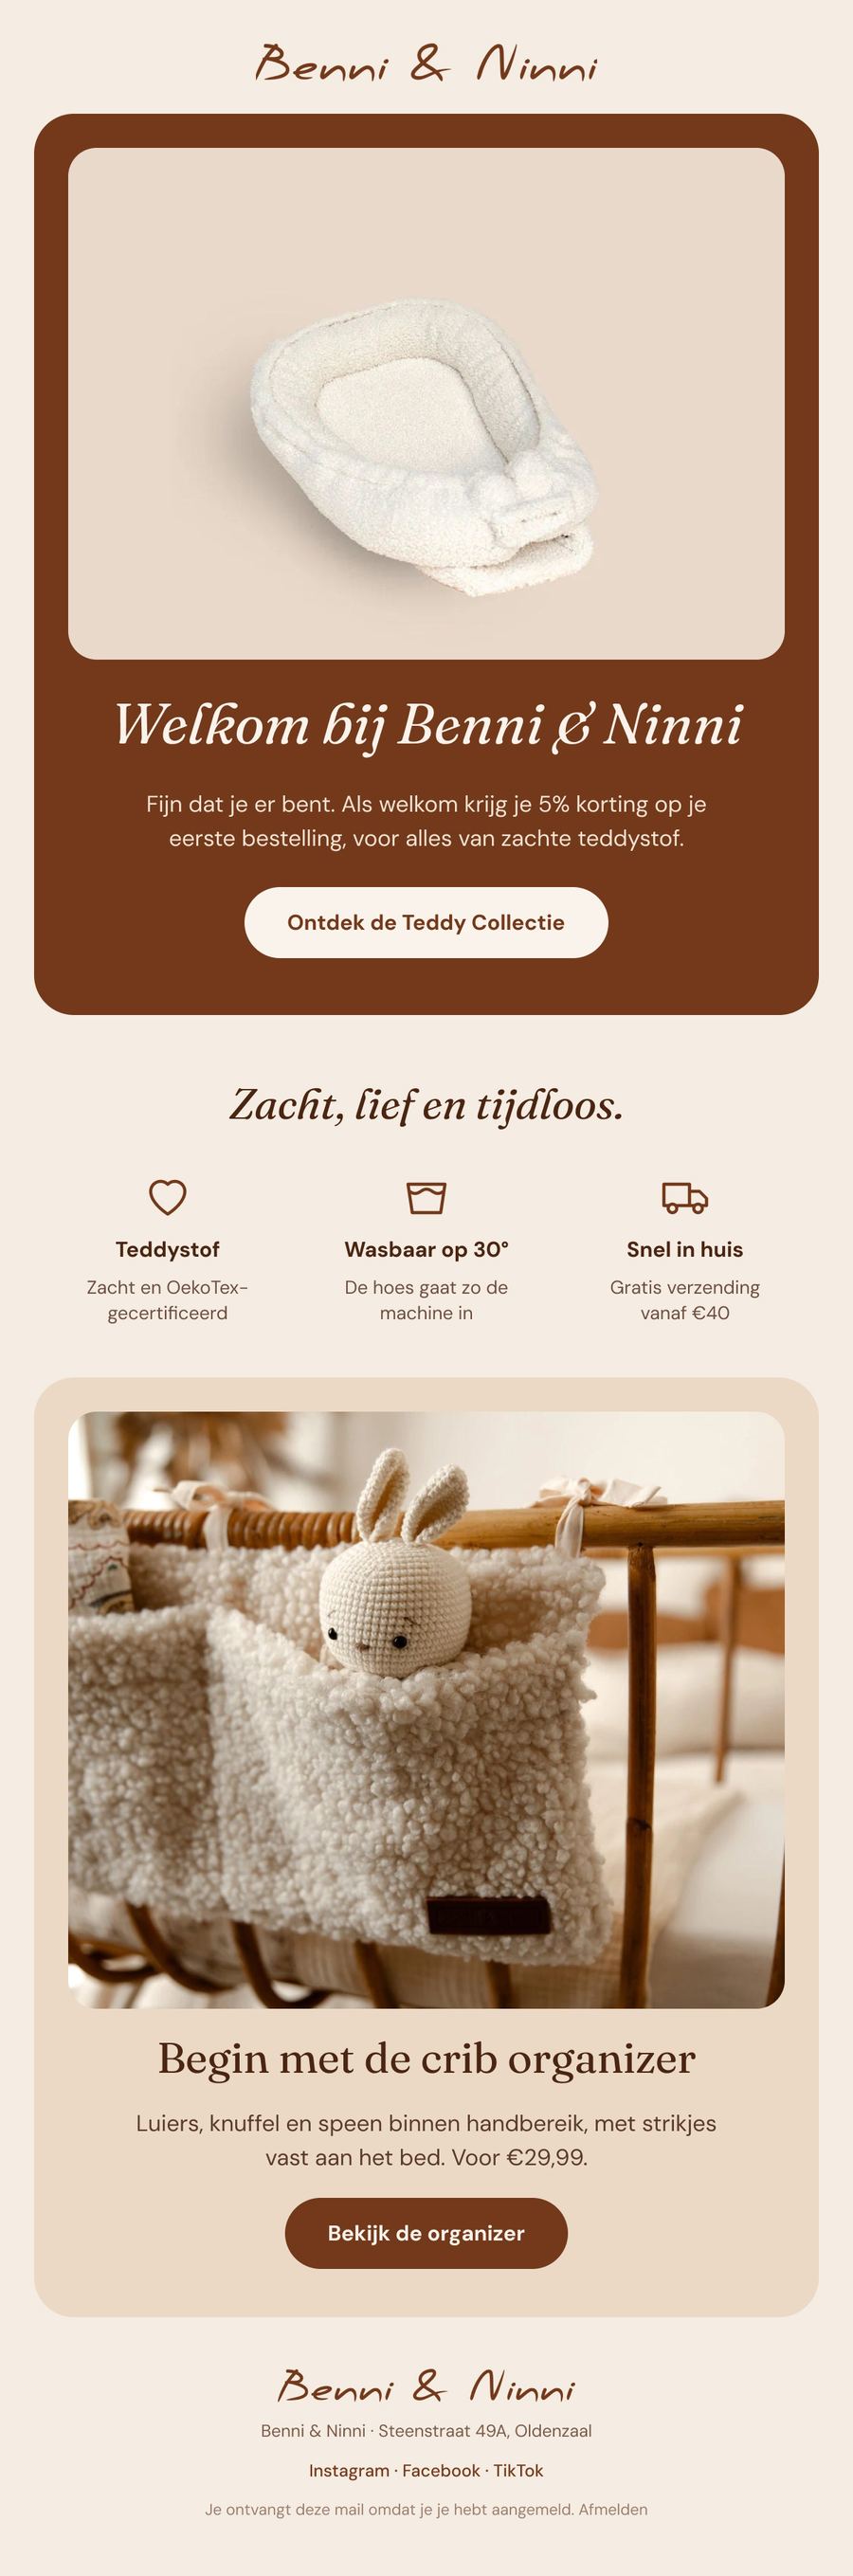 Benni & Ninni
Welkom bij Benni & Ninni
Fijn dat je er bent. Als welkom krijg je 5% korting op je
eerste bestelling, voor alles van zachte teddystof.
Ontdek de Teddy Collectie
Zacht, lief en tijdloos.
Teddystof
Zacht en OekoTex-
gecertificeerd
Wasbaar op 30°
De hoes gaat zo de
machine in
Snel in huis
Gratis verzending
vanaf €40
Begin met de crib organizer
Luiers, knuffel en speen binnen handbereik, met strikjes
vast aan het bed. Voor €29,99.
Bekijk de organizer
Benni & Ninni
Benni & Ninni · Steenstraat 49A, Oldenzaal
Instagram · Facebook · TikTok
Je ontvangt deze mail omdat je je hebt aangemeld. Afmelden